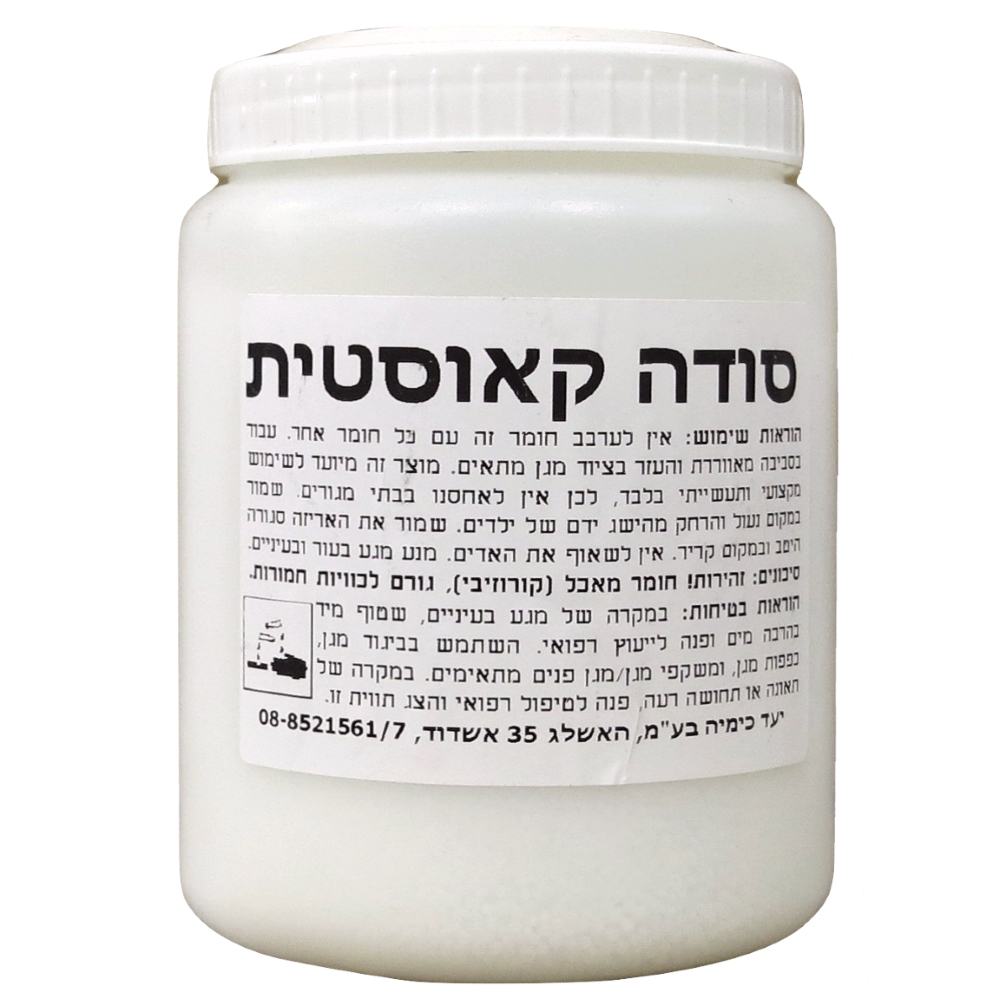 סודה קאוסטית
הוראות שימוש: אין לערבב חומר זה עם כל חומר אחר. עבוד
בסביבה מאווררת והעזר בציוד מגן מתאים. מוצר זה מיועד לשימוש
מקצועי ותעשייתי בלבד, לכן אין לאחסנו בבתי מגורים. שמור
במקום נעול והרחק מהישג ידם של ילדים. שמור את האריזה סגורה
היטב ובמקום קריר. אין לשאוף את האדים. מנע מגע בעור ובעיניים.
סיכונים: זהירות! חומר מאכל (קורוזיבי), גורם לכוויות חמורות.
הוראות בטיחות: במקרה של מגע בעיניים, שטוף מיד
בהרבה מים ופנה לייעוץ רפואי. השתמש בביגוד מגן,
כפפות מגן, ומשקפי מגן/מגן פנים מתאימים. במקרה של
תאונה או תחושה רעה, פנה לטיפול רפואי והצג תווית זו.
יעד כימיה בע"מ, האשלג 35 אשדוד, 08-8521561/7